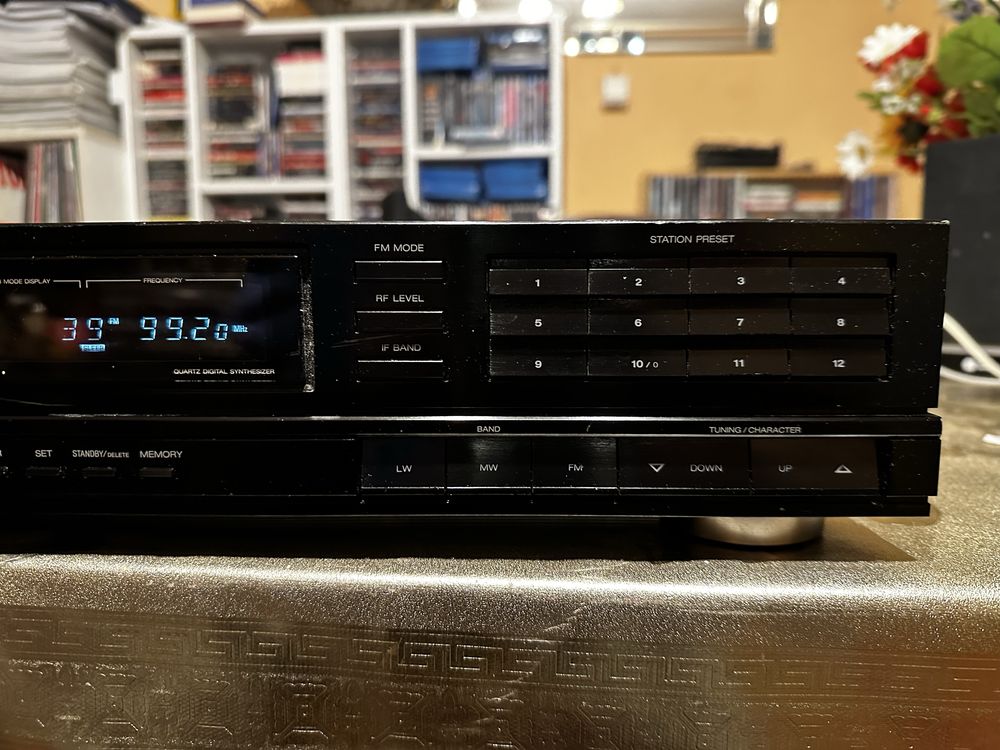 STATION PRESET
FM MODE
1 2 3 4
MODE DISPLAY FREQUENCY
RF LEVEL
39 FM 99.20 MHz
5 6 7 8
IF BAND
9 10/0 11 12
QUARTZ DIGITAL SYNTHESIZER
BAND TUNING/CHARACTER
SET STANDBY/DELETE MEMORY
LW MW FM DOWN UP